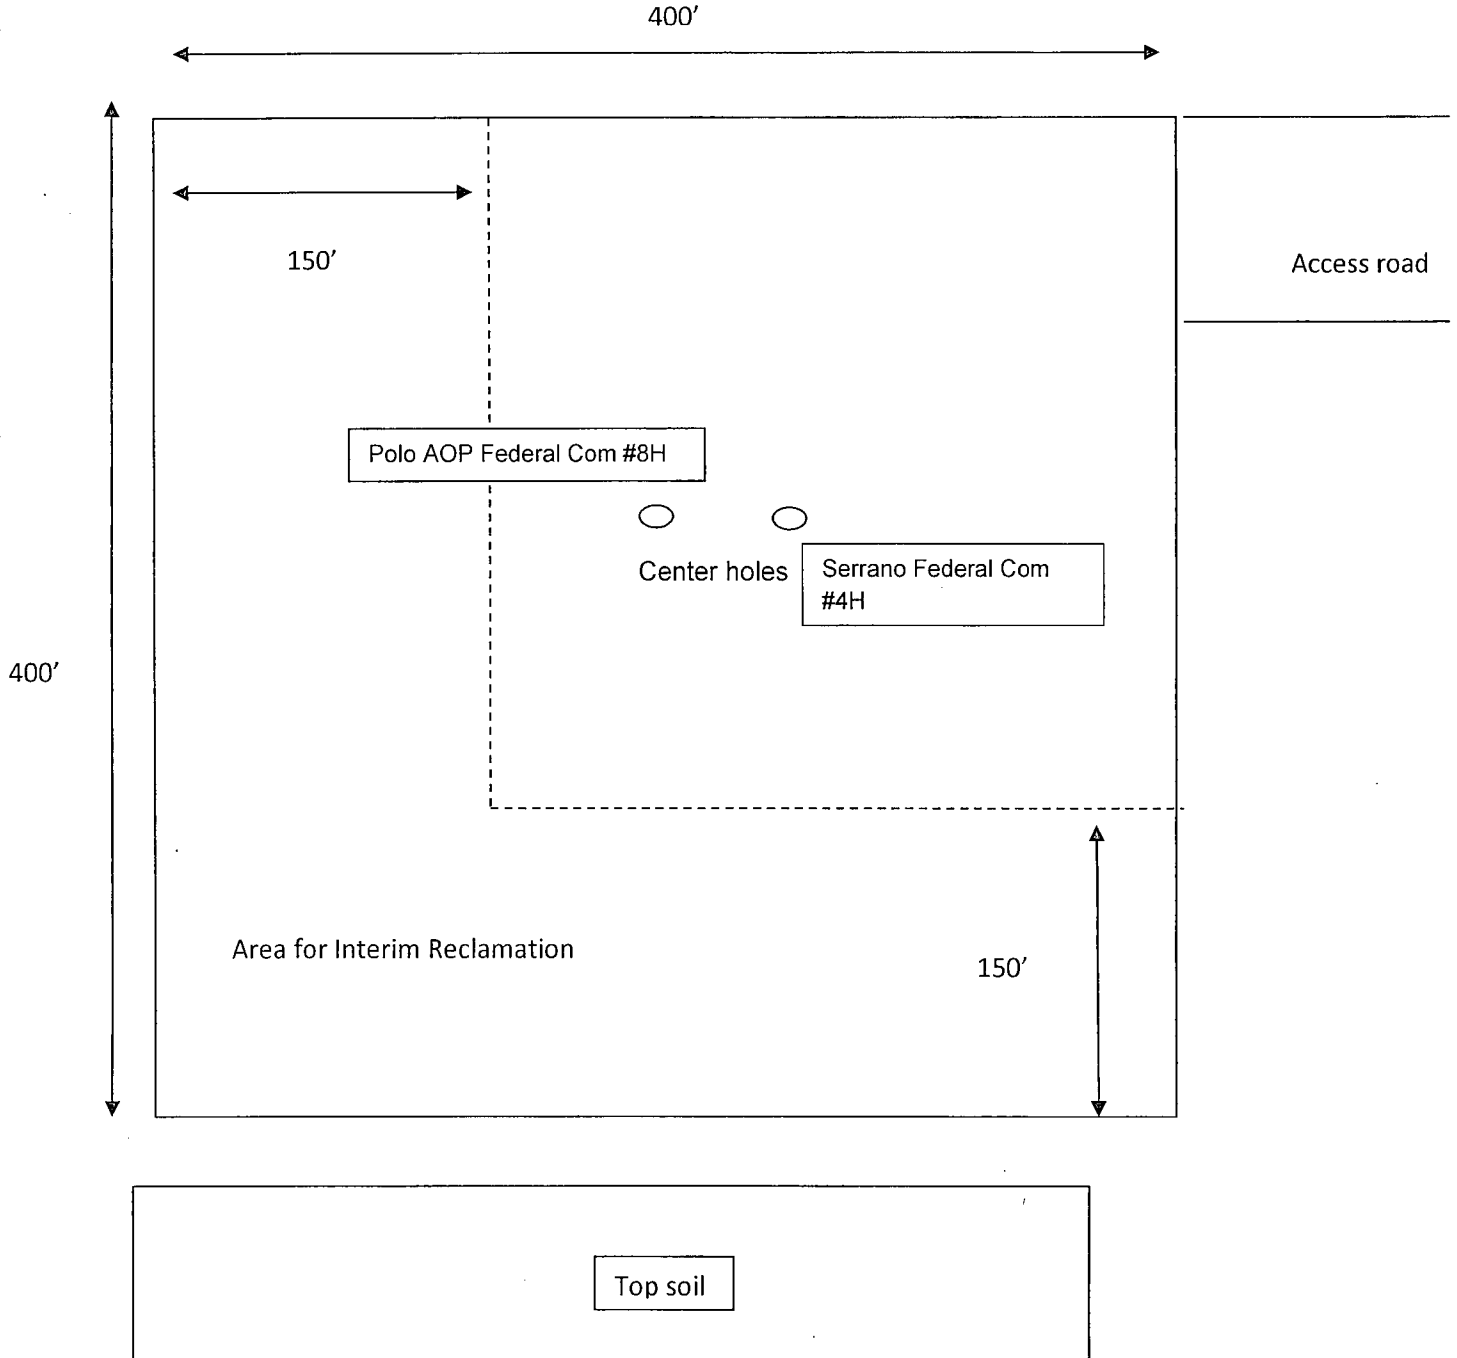 400’
150’
Access road
Polo AOP Federal Com #8H
Center holes
Serrano Federal Com
#4H
400’
Area for Interim Reclamation
150’
Top soil